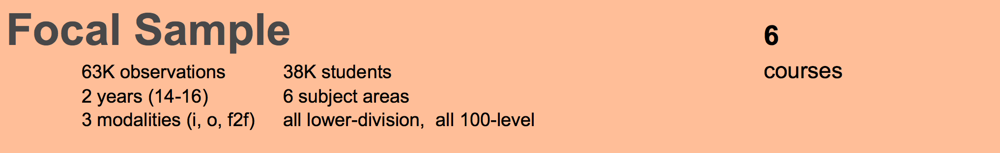 Focal Sample
63K observations
2 years (14-16)
3 modalities (i, o, f2f)
38K students
6 subject areas
all lower-division, all 100-level
6
courses